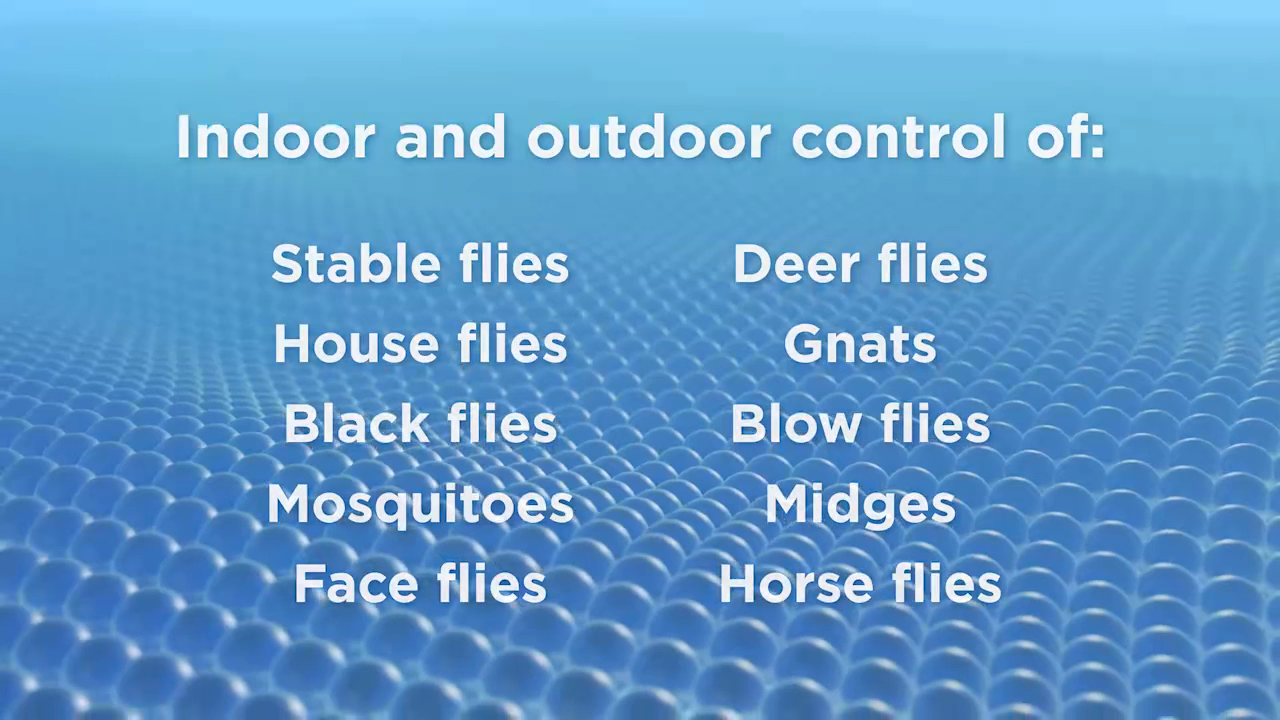 Indoor and outdoor control of:
Stable flies
House flies
Black flies
Mosquitoes
Face flies
Deer flies
Gnats
Blow flies
Midges
Horse flies